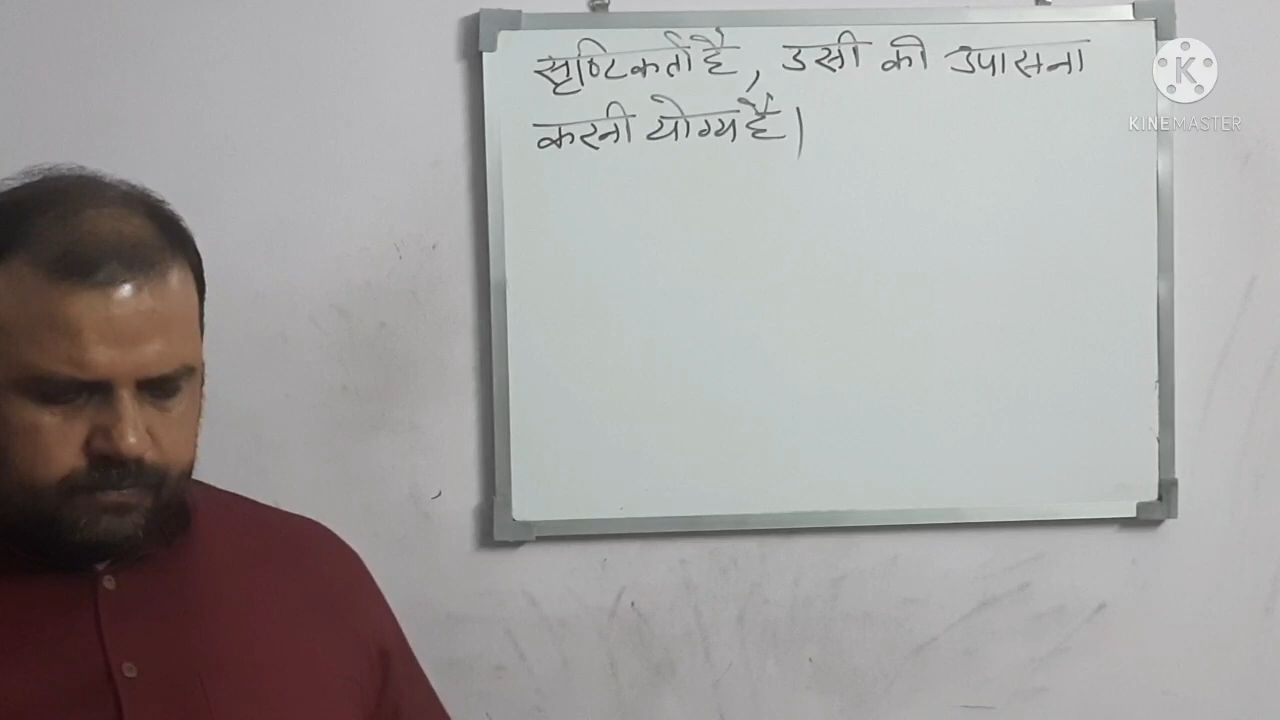 सृष्टिकर्ता है, उसी की उपासना
करनी योग्य है।
K
KINEMASTER